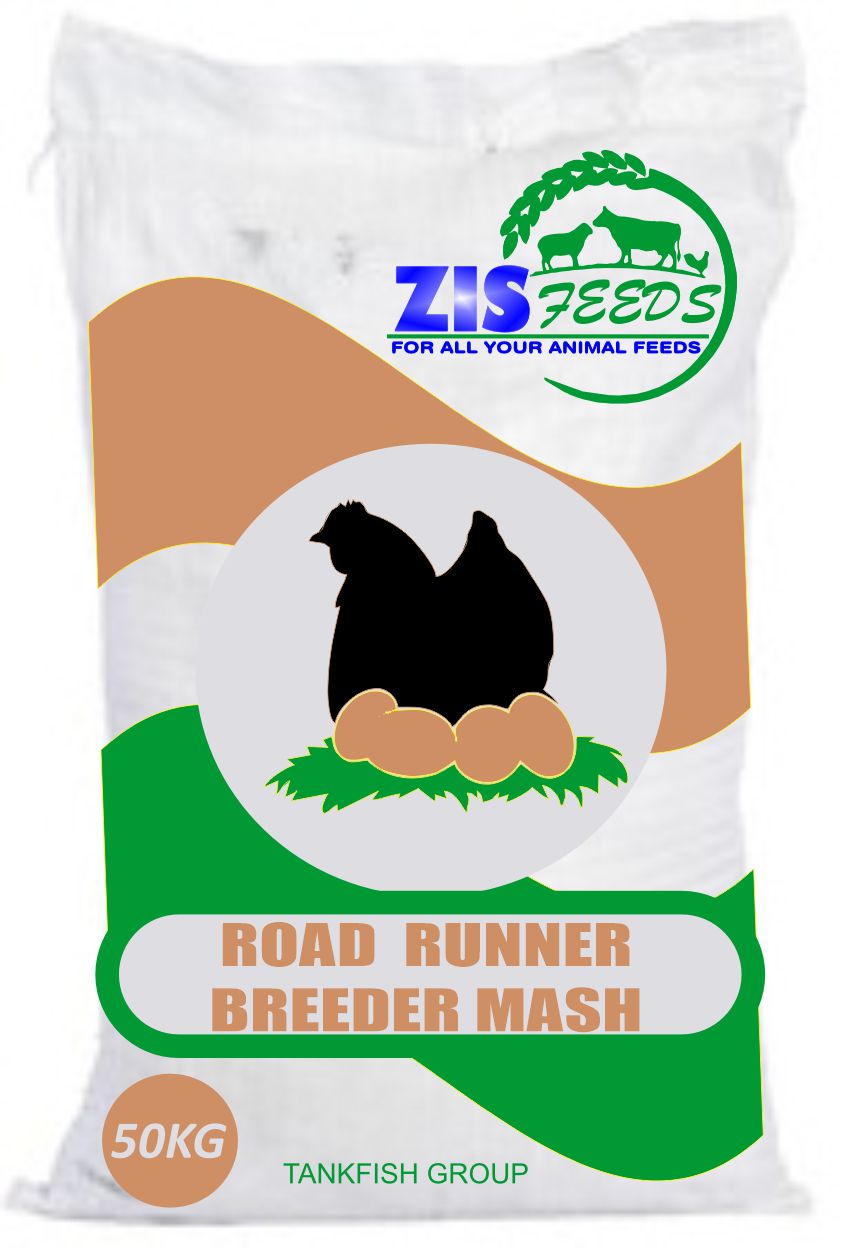 ZIS FEEDS
FOR ALL YOUR ANIMAL FEEDS
ROAD RUNNER
BREEDER MASH
50KG
TANKFISH GROUP